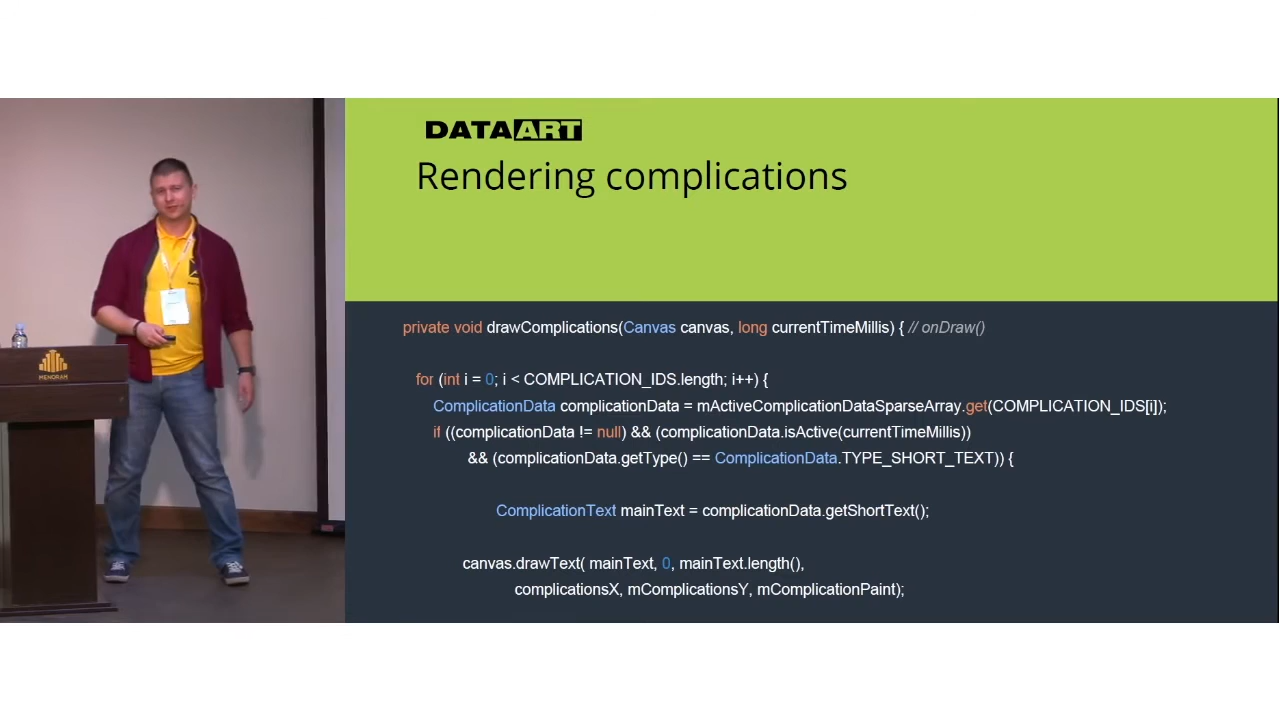 DATAART
Rendering complications
private void drawComplications(Canvas canvas, long currentTimeMillis) { // onDraw()
for (int i = 0; i < COMPLICATION_IDS.length; i++) {
ComplicationData complicationData = mActiveComplicationDataSparseArray.get(COMPLICATION_IDS[i]);
if ((complicationData != null) && (complicationData.isActive(currentTimeMillis))
&& (complicationData.getType() == ComplicationData.TYPE_SHORT_TEXT)) {
ComplicationText mainText = complicationData.getShortText();
canvas.drawText( mainText, 0, mainText.length(),
complicationsX, mComplicationsY, mComplicationPaint);
MENORAH